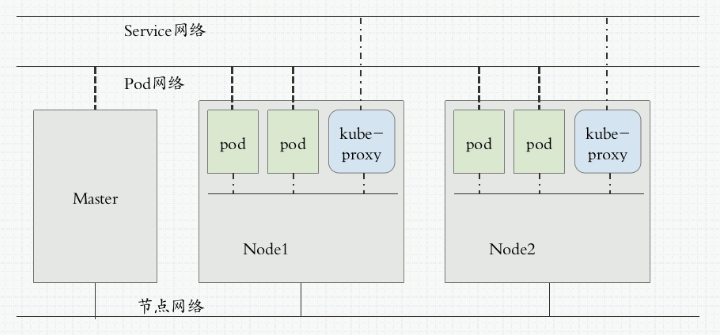 Service网络
Pod网络
Master
pod
pod
kube-
proxy
Node1
pod
pod
kube-
proxy
Node2
节点网络